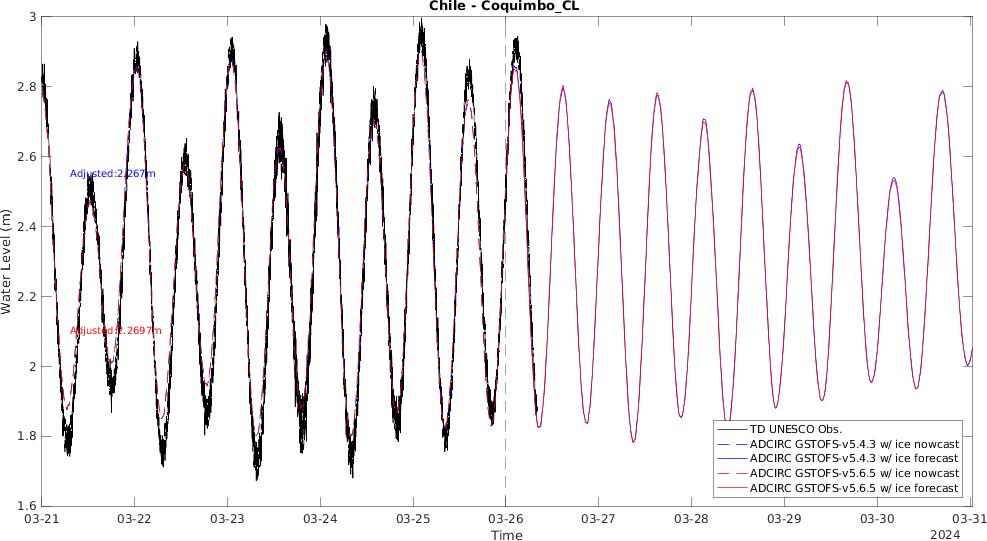 Chile - Coquimbo_CL
3
2.8
2.6
2.4
2.2
2
1.8
1.6
Water Level (m)
Adjusted:2.267m
Adjusted:2.2697m
TD UNESCO Obs.
ADCIRC GSTOFS-v5.4.3 w/ ice nowcast
ADCIRC GSTOFS-v5.4.3 w/ ice forecast
ADCIRC GSTOFS-v5.6.5 w/ ice nowcast
ADCIRC GSTOFS-v5.6.5 w/ ice forecast
03-21 03-22 03-23 03-24 03-25 03-26 03-27 03-28 03-29 03-30 03-31
Time
2024